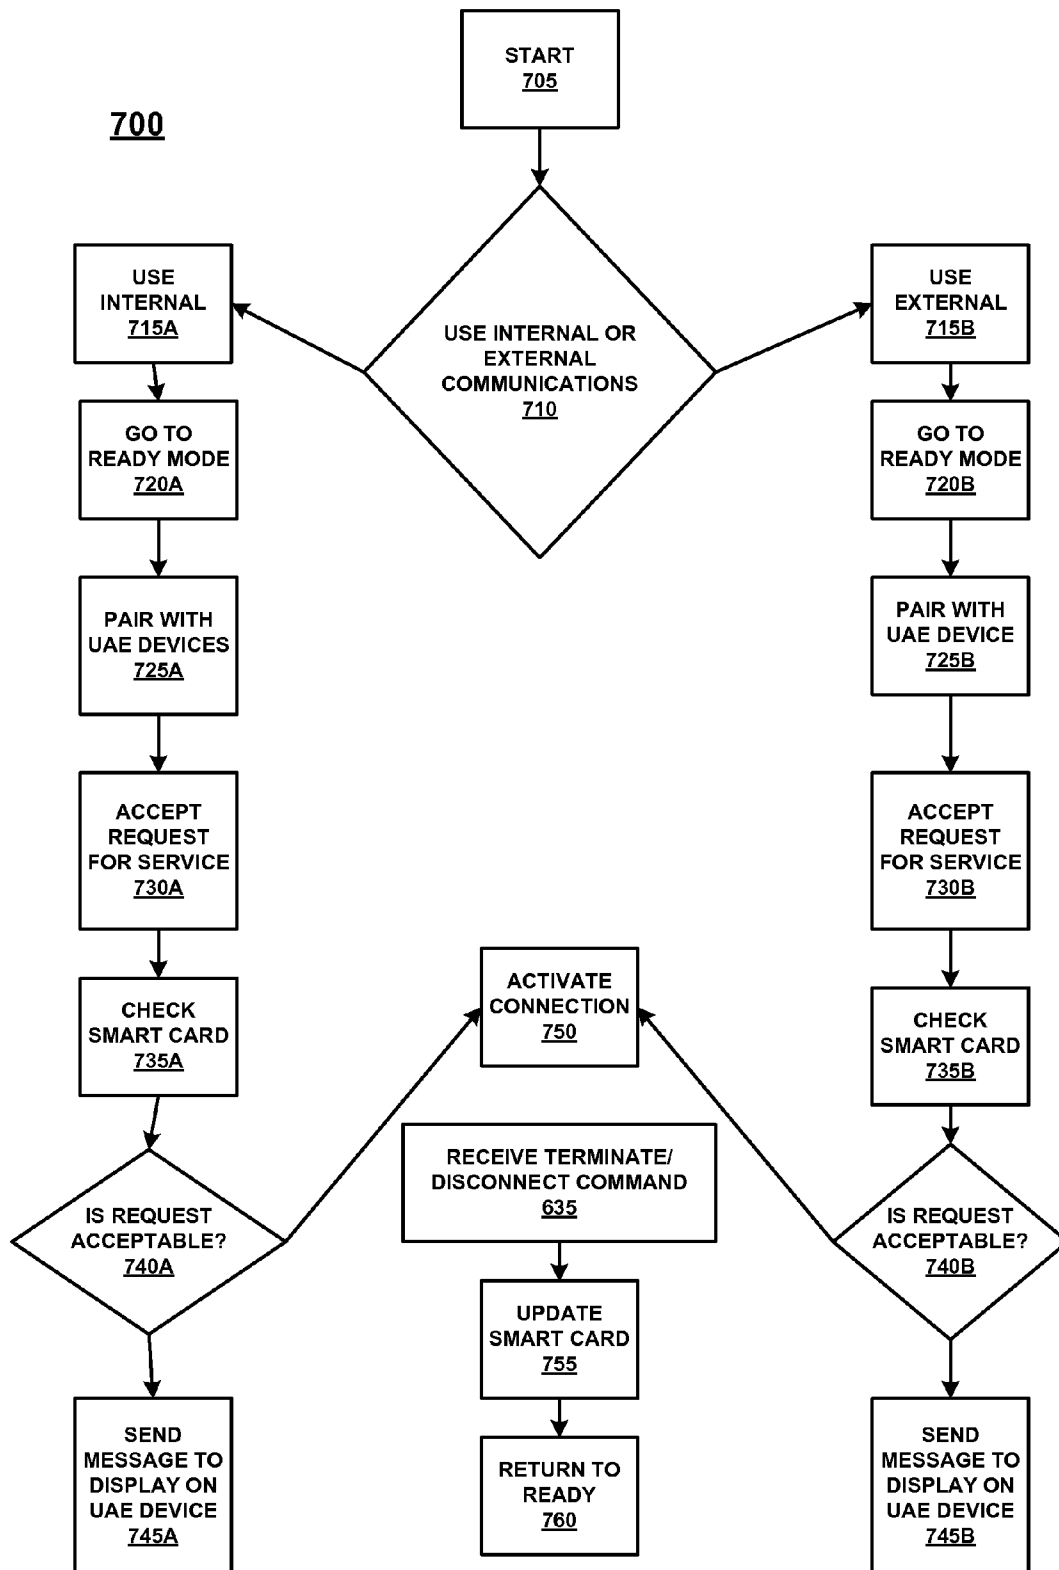 START
705
700
USE INTERNAL OR
EXTERNAL
COMMUNICATIONS
710
USE
INTERNAL
715A
GO TO
READY MODE
720A
PAIR WITH
UAE DEVICES
725A
ACCEPT
REQUEST
FOR SERVICE
730A
CHECK
SMART CARD
735A
IS REQUEST
ACCEPTABLE?
740A
SEND
MESSAGE TO
DISPLAY ON
UAE DEVICE
745A
USE
EXTERNAL
715B
GO TO
READY MODE
720B
PAIR WITH
UAE DEVICE
725B
ACCEPT
REQUEST
FOR SERVICE
730B
CHECK
SMART CARD
735B
IS REQUEST
ACCEPTABLE?
740B
SEND
MESSAGE TO
DISPLAY ON
UAE DEVICE
745B
ACTIVATE
CONNECTION
750
RECEIVE TERMINATE/
DISCONNECT COMMAND
635
UPDATE
SMART CARD
755
RETURN TO
READY
760